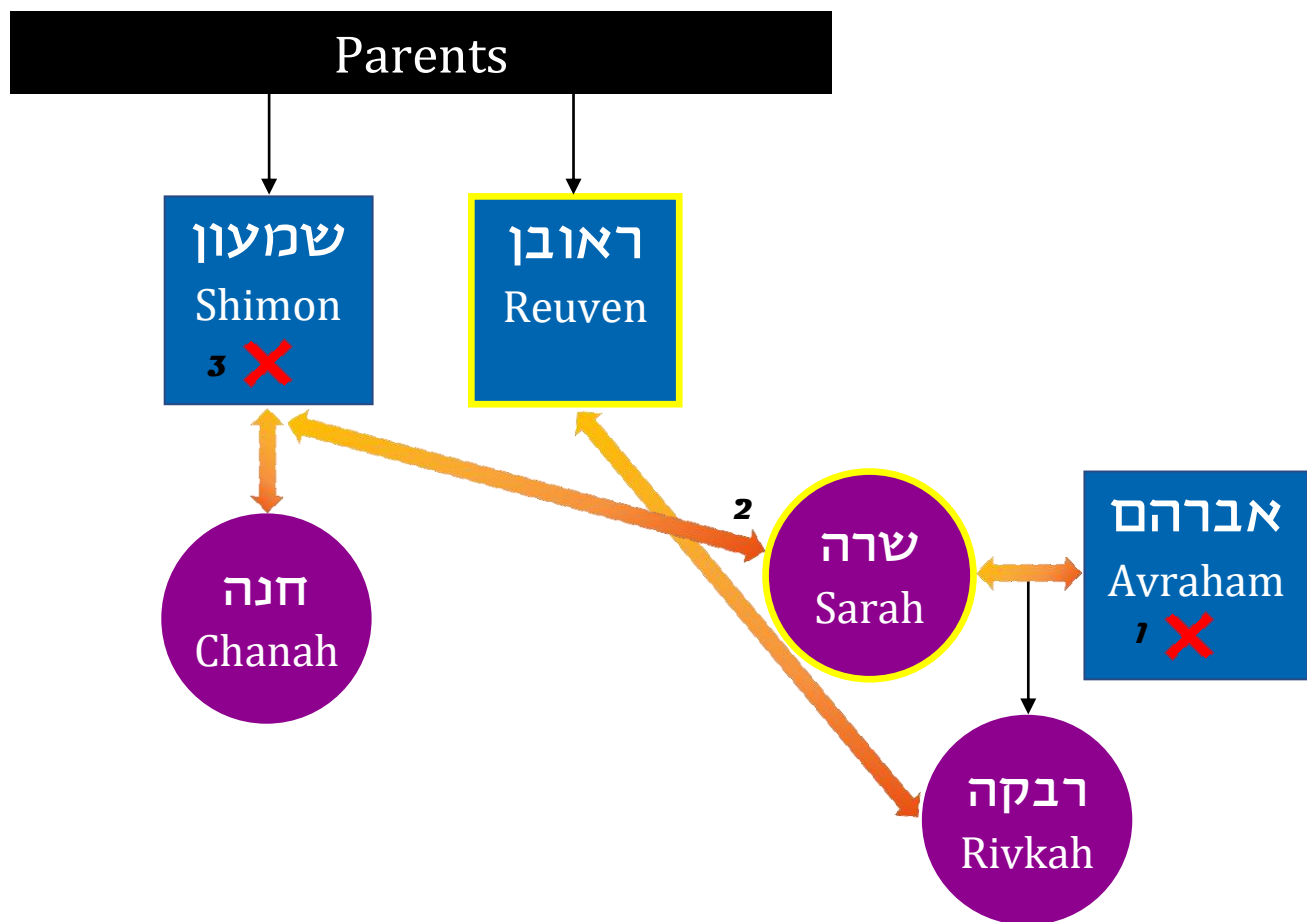 Parents
שמעון
Shimon
3
ראובן
Reuven
2
שרה
Sarah
אברהם
Avraham
1
חנה
Chanah
רבקה
Rivkah